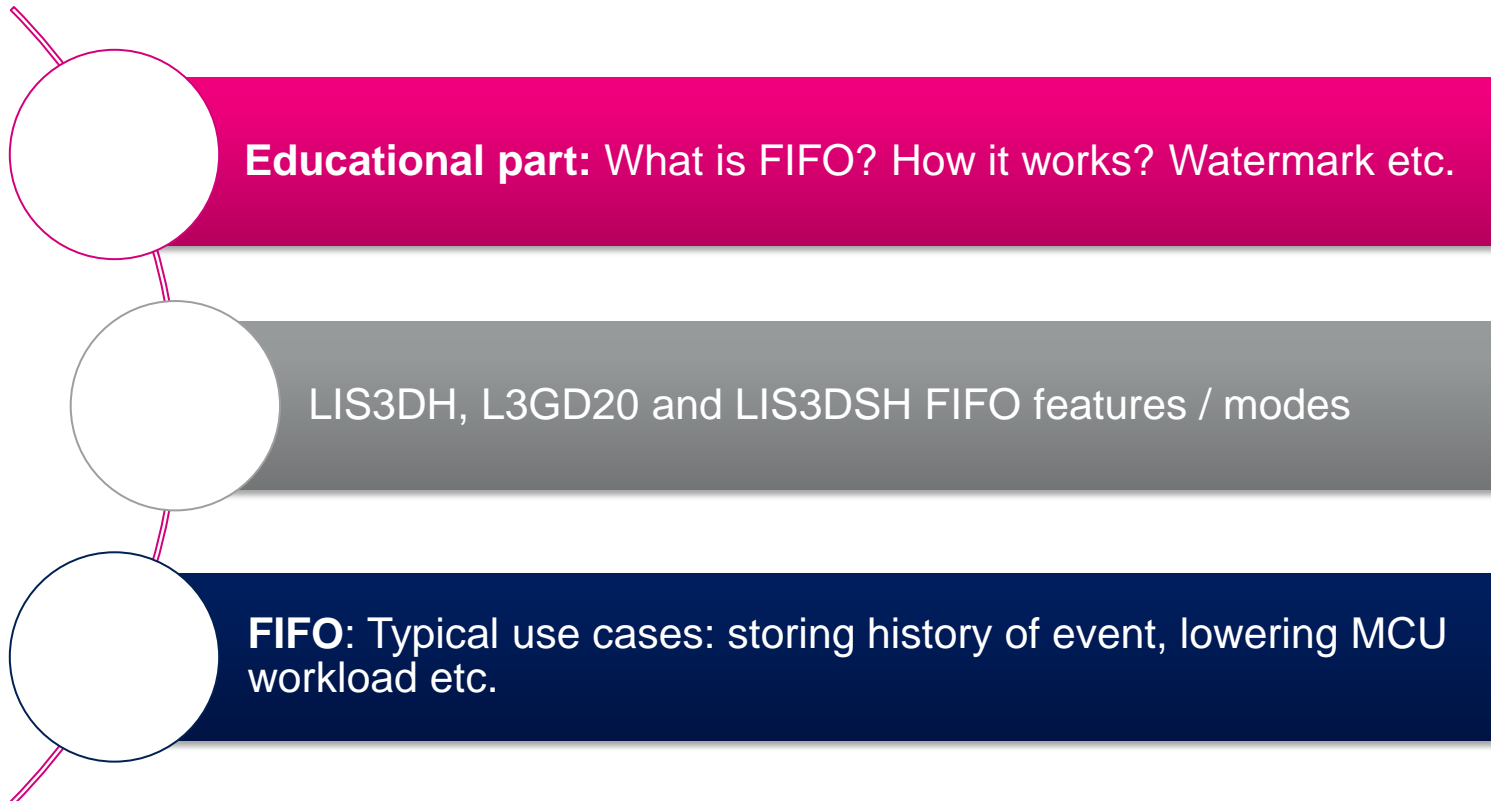 Educational part: What is FIFO? How it works? Watermark etc.
LIS3DH, L3GD20 and LIS3DSH FIFO features / modes
FIFO: Typical use cases: storing history of event, lowering MCU
workload etc.